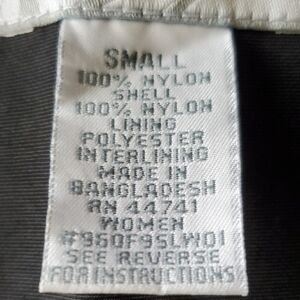 SMALL
100% NYLON
SHELL
100% NYLON
LINING
POLYESTER
INTERLINING
MADE IN
BANGLADESH
RN 44741
WOMEN
#960F9SLW01
SEE REVERSE
FOR INSTRUCTIONS